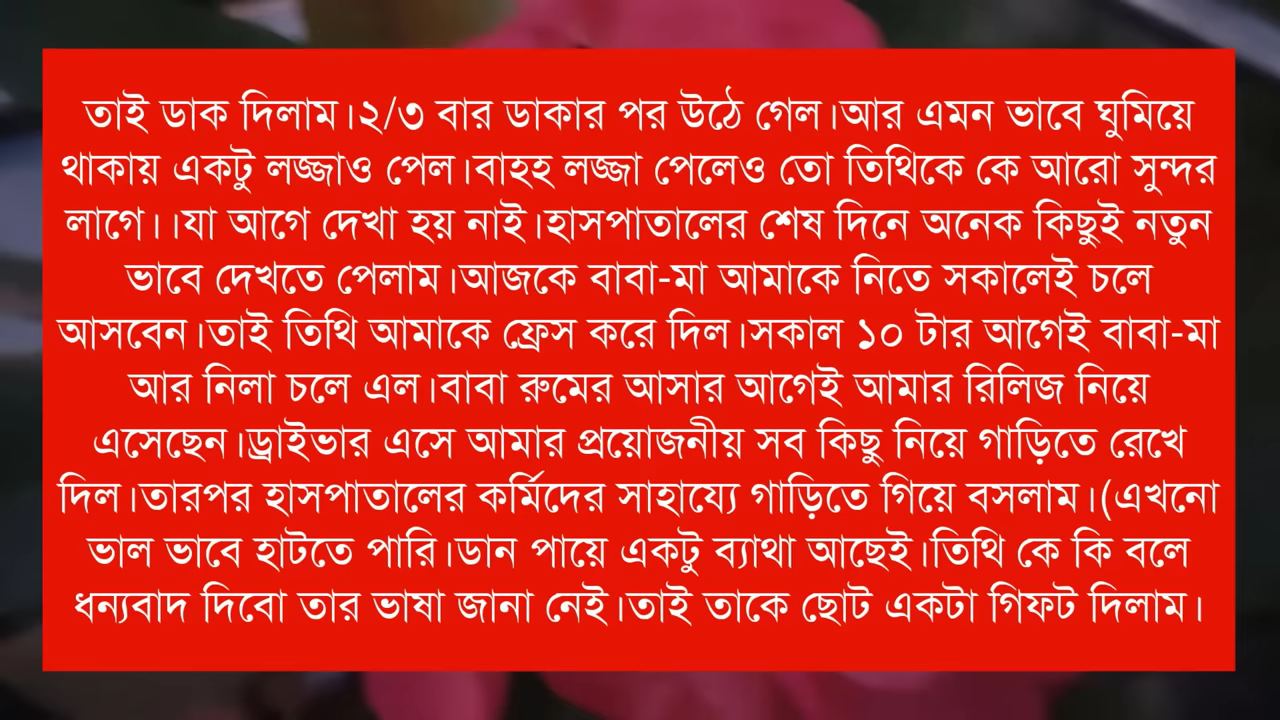 তাই ডাক দিলাম।২/৩ বার ডাকার পর উঠে গেল।আর এমন ভাবে ঘুমিয়ে
থাকায় একটু লজ্জাও পেল।বাহহ লজ্জা পেলেও তো তিথিকে কে আরো সুন্দর
লাগে।।যা আগে দেখা হয় নাই।হাসপাতালের শেষ দিনে অনেক কিছুই নতুন
ভাবে দেখতে পেলাম।আজকে বাবা-মা আমাকে নিতে সকালেই চলে
আসবেন।তাই তিথি আমাকে ফ্রেস করে দিল।সকাল ১০ টার আগেই বাবা-মা
আর নিলা চলে এল।বাবা রুমের আসার আগেই আমার রিলিজ নিয়ে
এসেছেন।ড্রাইভার এসে আমার প্রয়োজনীয় সব কিছু নিয়ে গাড়িতে রেখে
দিল।তারপর হাসপাতালের কর্মিদের সাহায্যে গাড়িতে গিয়ে বসলাম।(এখনো
ভাল ভাবে হাটতে পারি।ডান পায়ে একটু ব্যাথা আছেই।তিথি কে কি বলে
ধন্যবাদ দিবো তার ভাষা জানা নেই।তাই তাকে ছোট একটা গিফট দিলাম।